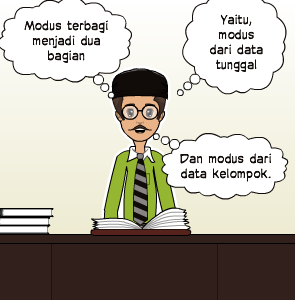 Modus terbagi
menjadi dua
bagian
Yaitu,
modus
dari data
tunggal
Dan modus dari
data kelompok.